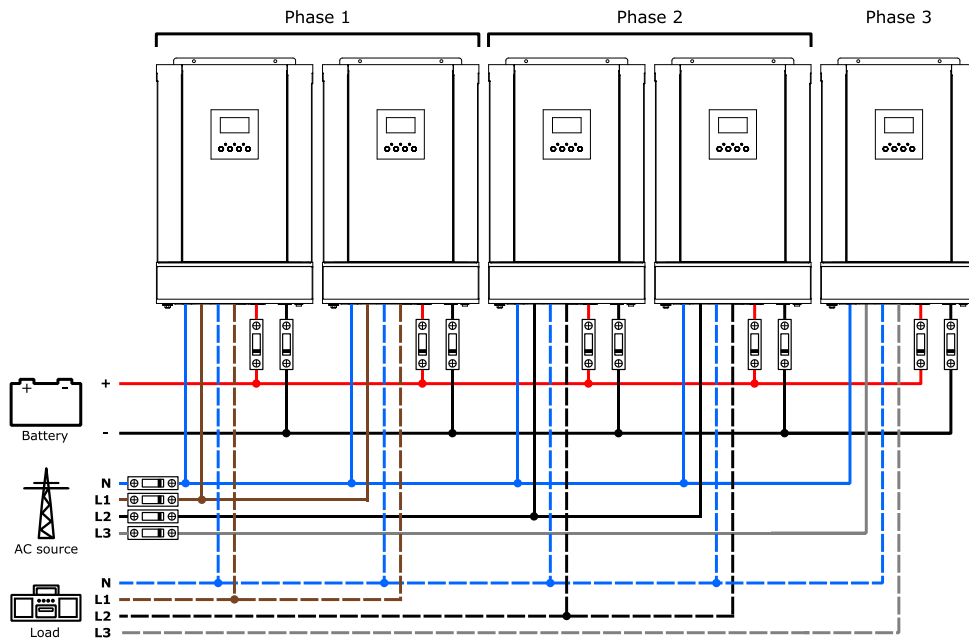 Phase 1
Phase 2
Phase 3
+
-
+ -
Battery
N
L1
L2
L3
AC source
N
L1
L2
L3
Load